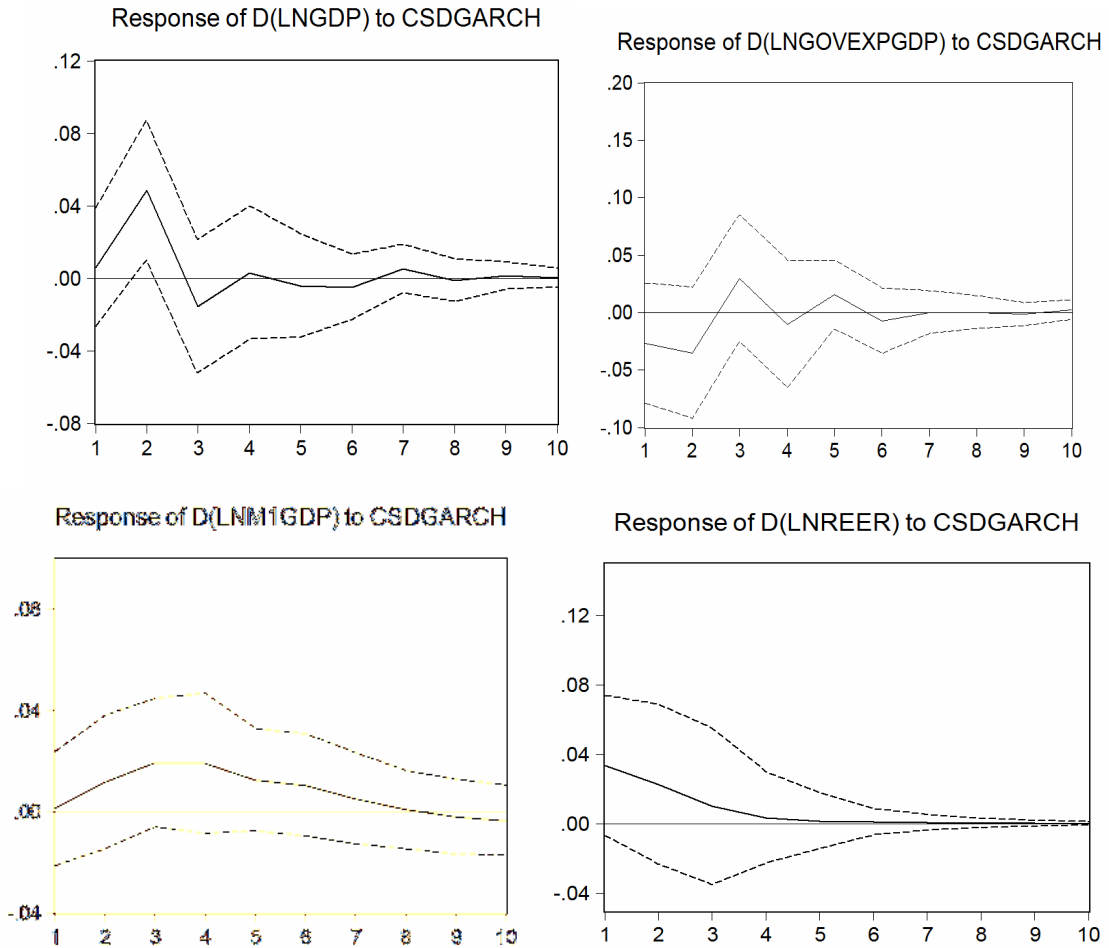 Response of D(LNGDP) to CSDGARCH
.12
.08
.04
.00
-.04
-.08
1 2 3 4 5 6 7 8 9 10
Response of D(LNGOVEXPGDP) to CSDGARCH
.20
.15
.10
.05
.00
-.05
-.10
1 2 3 4 5 6 7 8 9 10
Response of D(LNM1GDP) to CSDGARCH
.08
.04
.00
-.04
1 2 3 4 5 6 7 8 9 10
Response of D(LNREER) to CSDGARCH
.12
.08
.04
.00
-.04
1 2 3 4 5 6 7 8 9 10